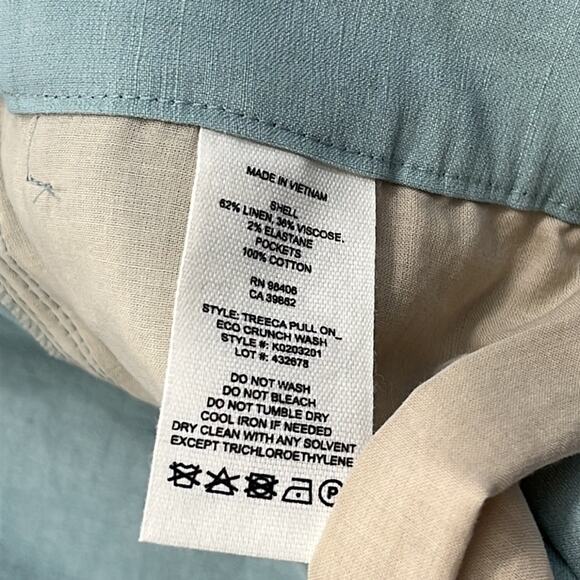 MADE IN VIETNAM
SHELL
62% LINEN, 36% VISCOSE,
2% ELASTANE
POCKETS
100% COTTON
RN 98406
CA 39862
STYLE: TREECA PULL ON_
ECO CRUNCH WASH
STYLE #: K0203201
LOT #: 432678
DO NOT WASH
DO NOT BLEACH
DO NOT TUMBLE DRY
COOL IRON IF NEEDED
DRY CLEAN WITH ANY SOLVENT
EXCEPT TRICHLOROETHYLENE
P